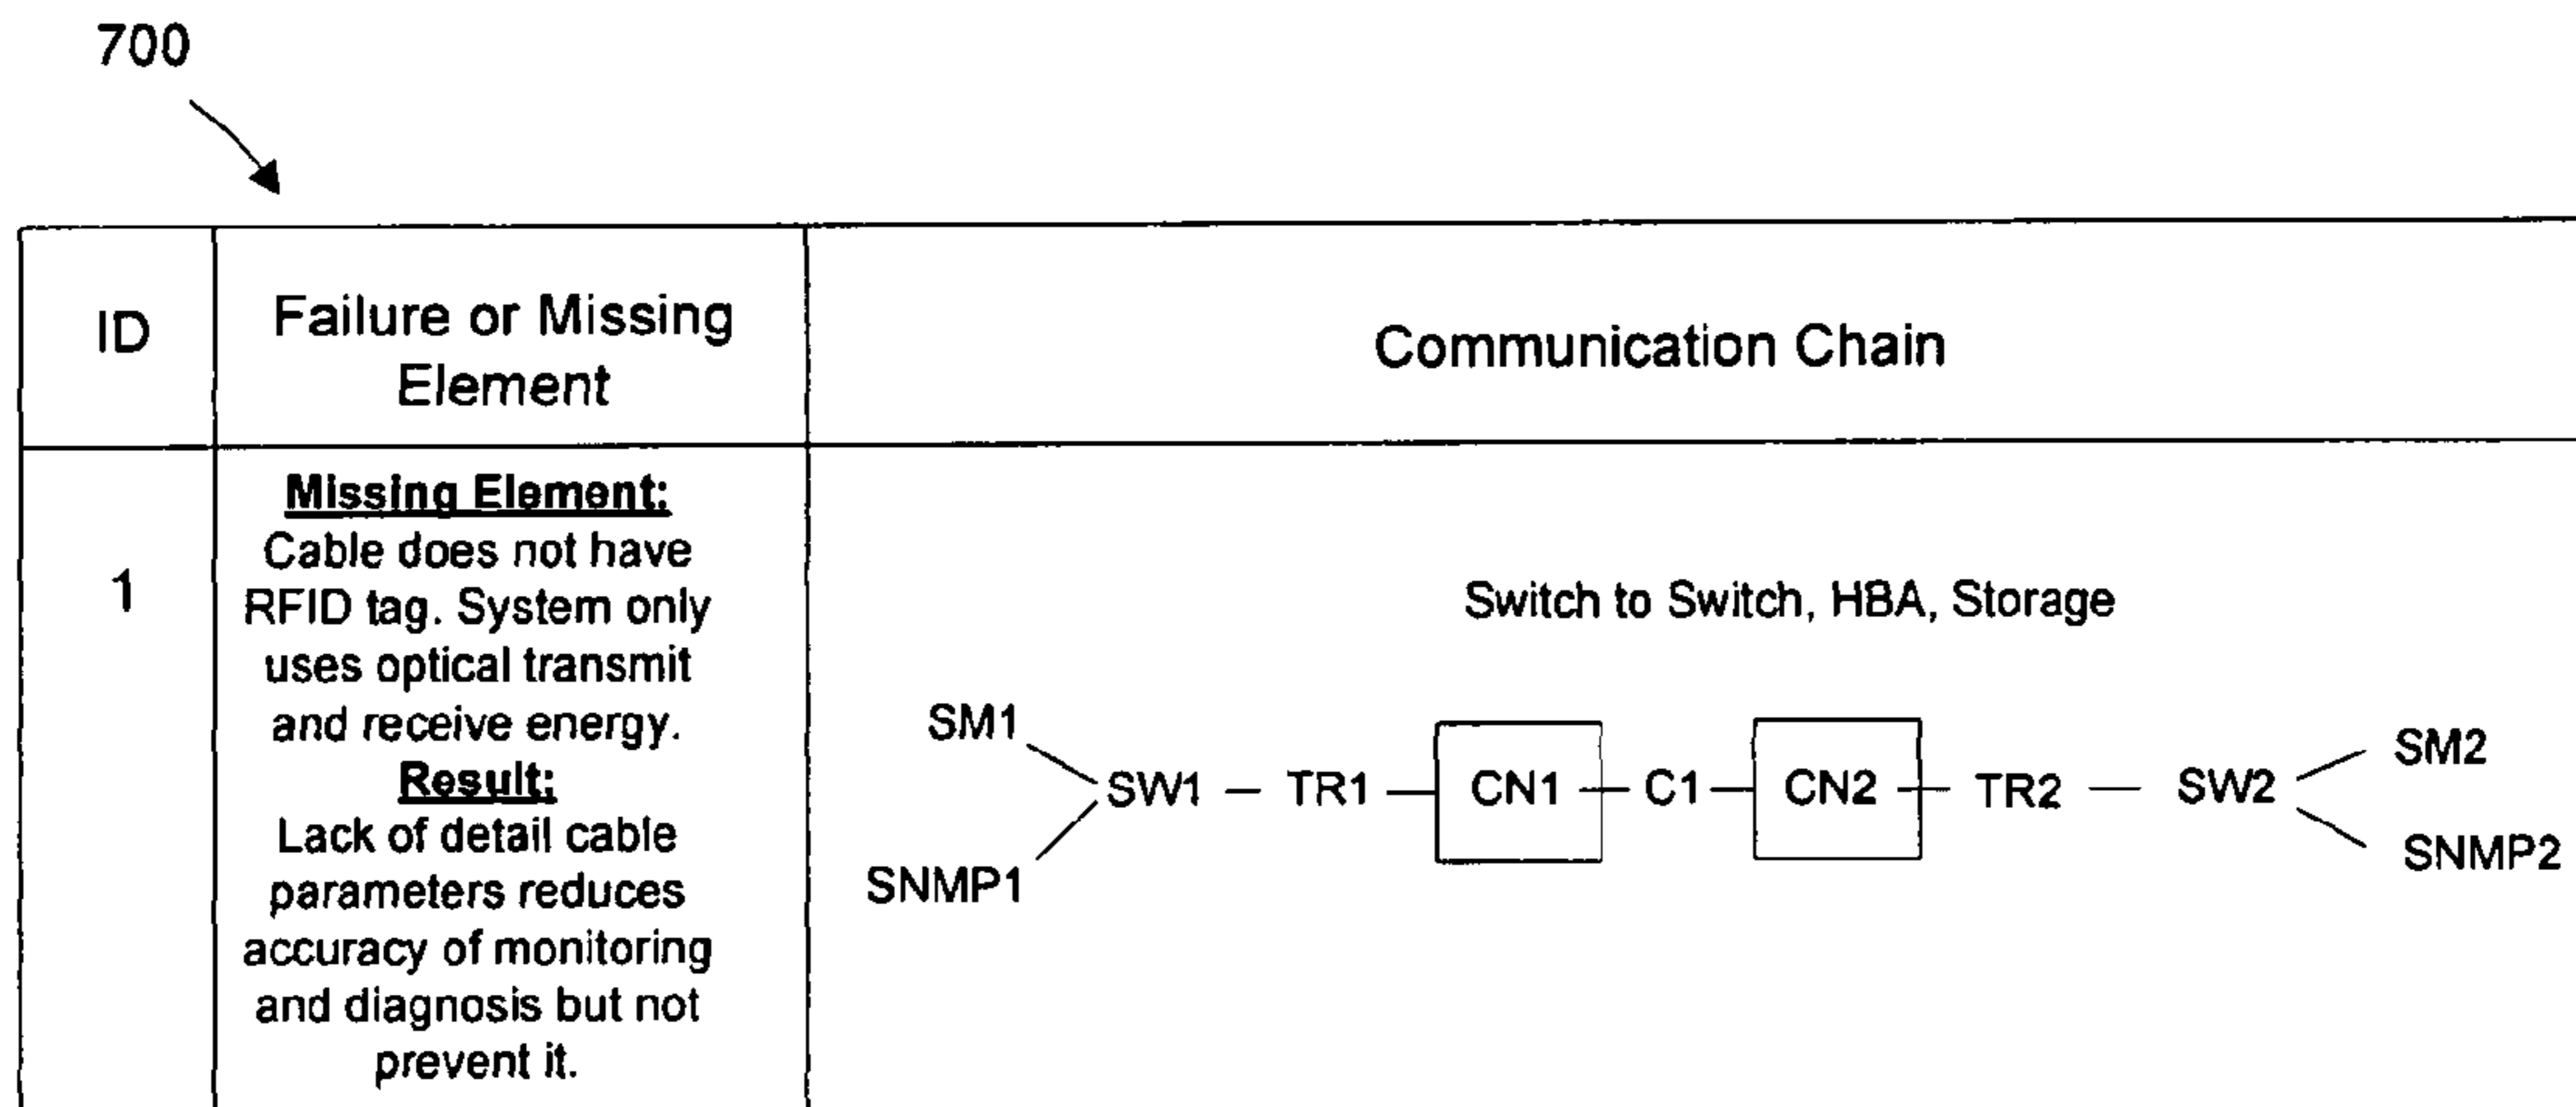 700
ID
Failure or Missing
Element
Communication Chain
1
Missing Element:
Cable does not have
RFID tag. System only
uses optical transmit
and receive energy.
Result:
Lack of detail cable
parameters reduces
accuracy of monitoring
and diagnosis but not
prevent it.
Switch to Switch, HBA, Storage
SM1
SNMP1
SW1 — TR1 — CN1 — C1 — CN2 — TR2 — SW2
SM2
SNMP2